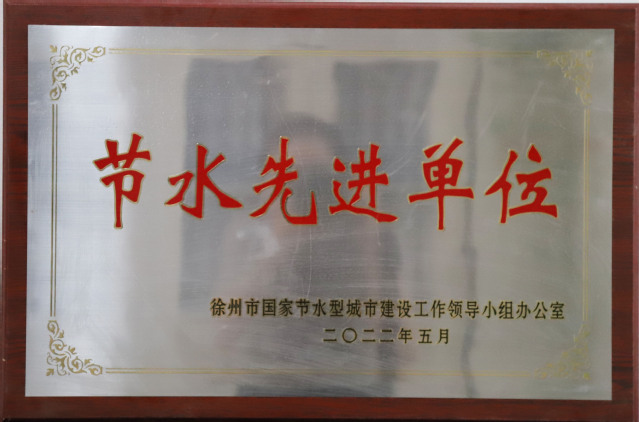 节水先进单位
徐州市国家节水型城市建设工作领导小组办公室
二〇二二年五月